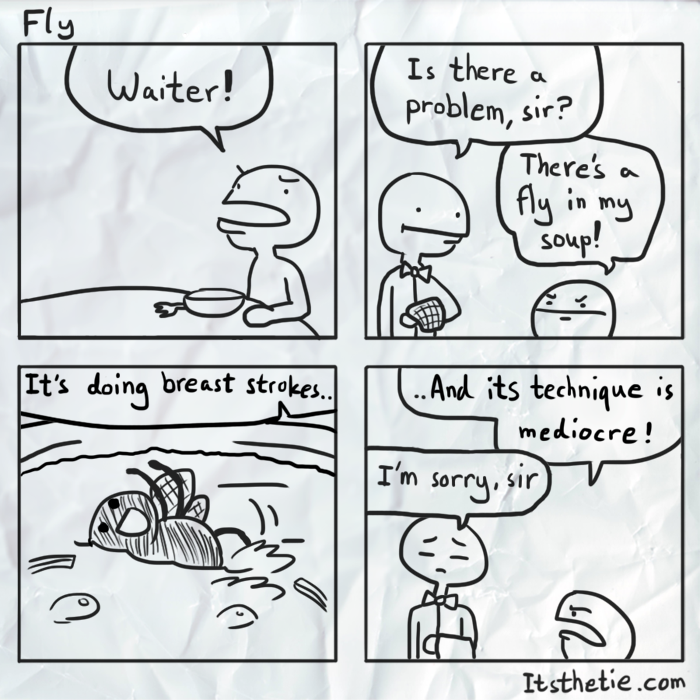 Fly
Waiter!
Is there a
problem, sir?
There's a
fly in my
soup!
It's doing breast strokes..
..And its technique is
mediocre!
I'm sorry, sir
Itsthetie.com